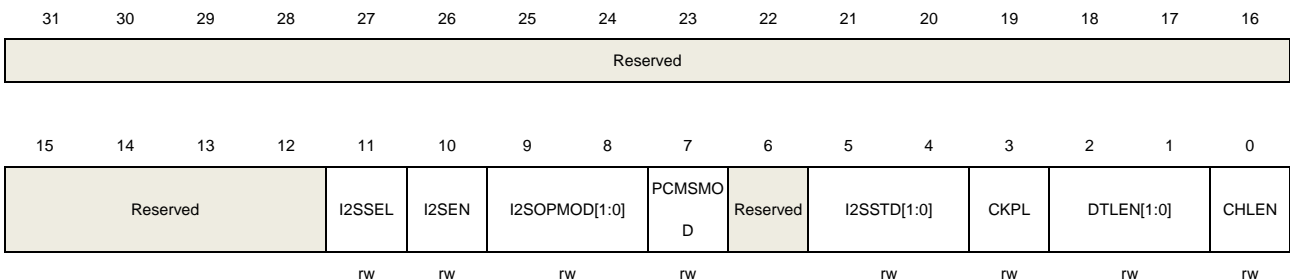 31 30 29 28 27 26 25 24 23 22 21 20 19 18 17 16
Reserved
15 14 13 12 11 10 9 8 7 6 5 4 3 2 1 0
Reserved I2SSEL I2SEN I2SOPMOD[1:0] PCMSMO D Reserved I2SSTD[1:0] CKPL DTLEN[1:0] CHLEN
rw rw rw rw rw rw rw rw